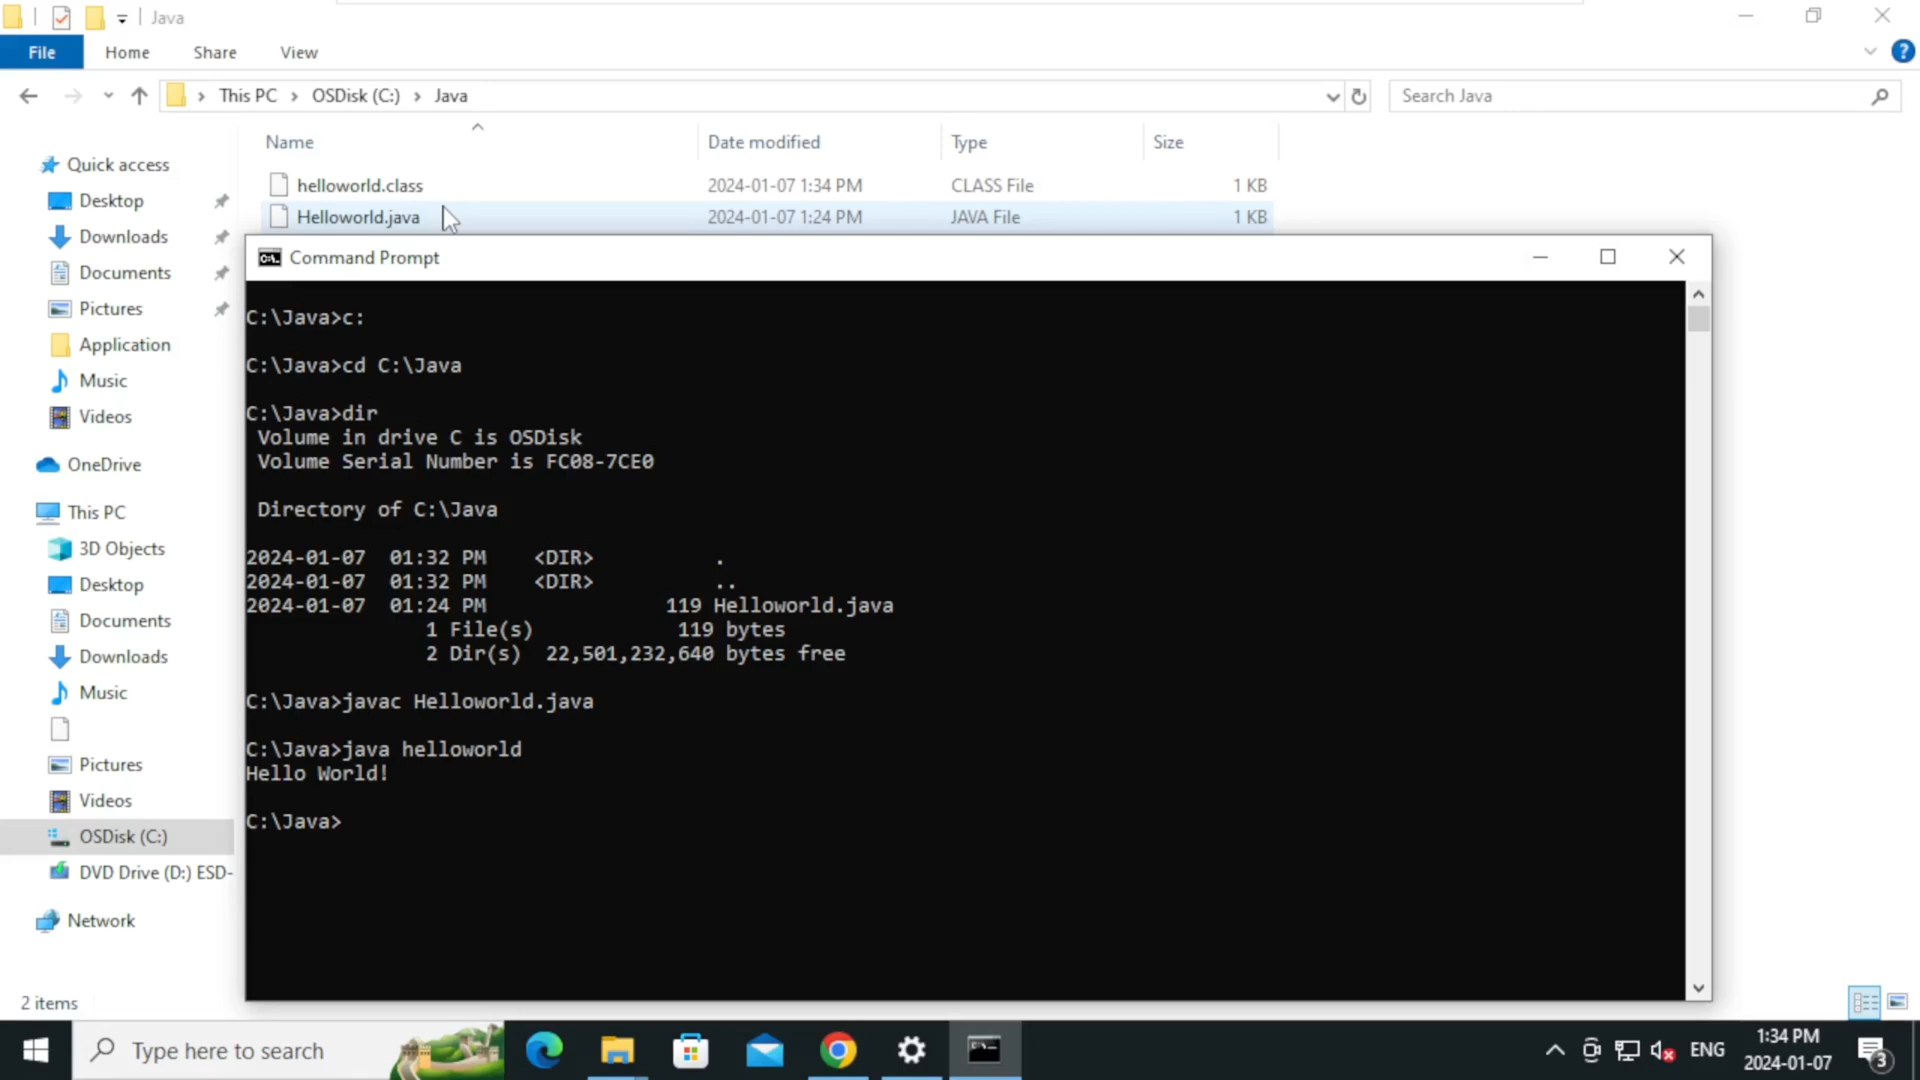 Java
File Home Share View
This PC OSDisk (C:) Java
Search Java
Name Date modified Type Size
helloworld.class 2024-01-07 1:34 PM CLASS File 1 KB
Helloworld.java 2024-01-07 1:24 PM JAVA File 1 KB
Quick access
Desktop
Downloads
Documents
Pictures
Application
Music
Videos
OneDrive
This PC
3D Objects
Desktop
Documents
Downloads
Music
Pictures
Videos
OSDisk (C:)
DVD Drive (D:) ESD-
Network
2 items
Command Prompt
C:\Java>c:
C:\Java>cd C:\Java
C:\Java>dir
Volume in drive C is OSDisk
Volume Serial Number is FC08-7CE0
Directory of C:\Java
2024-01-07 01:32 PM <DIR> .
2024-01-07 01:32 PM <DIR> ..
2024-01-07 01:24 PM 119 Helloworld.java
1 File(s) 119 bytes
2 Dir(s) 22,501,232,640 bytes free
C:\Java>javac Helloworld.java
C:\Java>java helloworld
Hello World!
C:\Java>
Type here to search
ENG
1:34 PM
2024-01-07
3